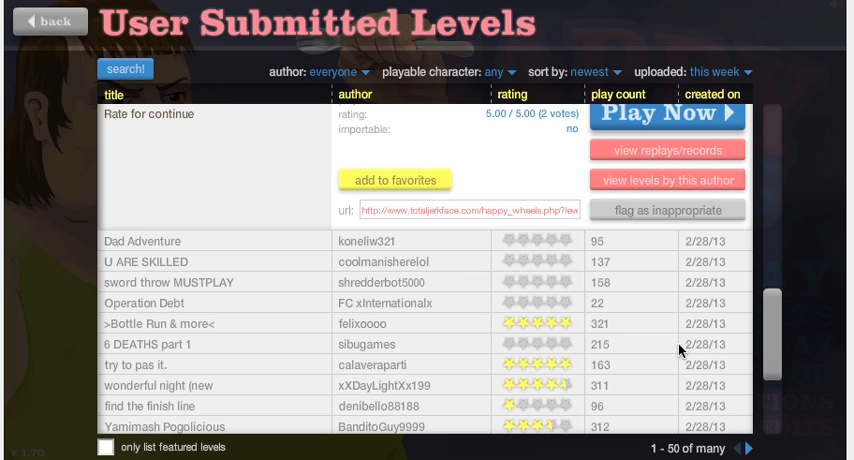 back
User Submitted Levels
search!
author: everyone playable character: any sort by: newest uploaded: this week
title author rating play count created on
Rate for continue
rating: 5.00 / 5.00 (2 votes)
importable: no
Play Now
view replays/records
add to favorites
view levels by this author
url: http://www.totaljerkface.com/happy_wheels.php?leve
flag as inappropriate
Dad Adventure koneliw321 95 2/28/13
U ARE SKILLED coolmanisherelol 137 2/28/13
sword throw MUSTPLAY shredderbot5000 158 2/28/13
Operation Debt FC xInternationalx 22 2/28/13
>Bottle Run & more< felixoooo 321 2/28/13
6 DEATHS part 1 sibugames 215 2/28/13
try to pas it. calaveraparti 163 2/28/13
wonderful night (new xXDayLightXx199 311 2/28/13
find the finish line denibello88188 96 2/28/13
Yamimash Pogolicious BanditoGuy9999 312 2/28/13
only list featured levels
1 - 50 of many
v 1.70